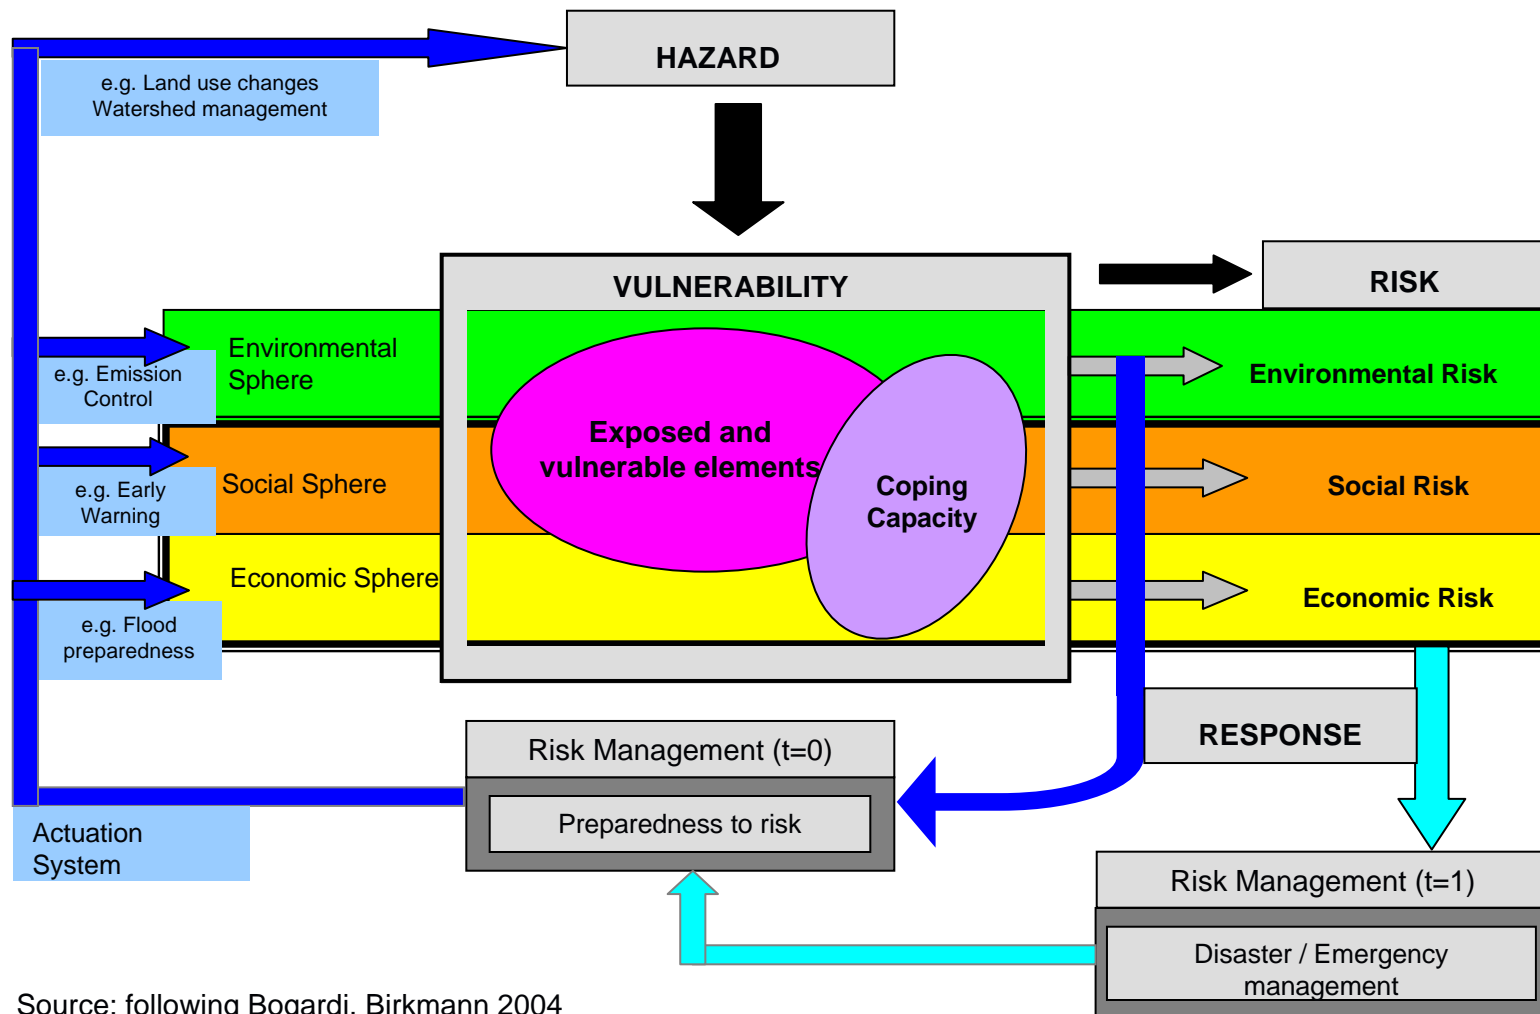 HAZARD
e.g. Land use changes
Watershed management
VULNERABILITY
RISK
Environmental
Sphere
e.g. Emission
Control
Exposed and
vulnerable elements
Environmental Risk
Social Sphere
e.g. Early
Warning
Coping
Capacity
Social Risk
Economic Sphere
e.g. Flood
preparedness
Economic Risk
RESPONSE
Risk Management (t=0)
Preparedness to risk
Actuation
System
Risk Management (t=1)
Disaster / Emergency
management
Source: following Bogardi, Birkmann 2004